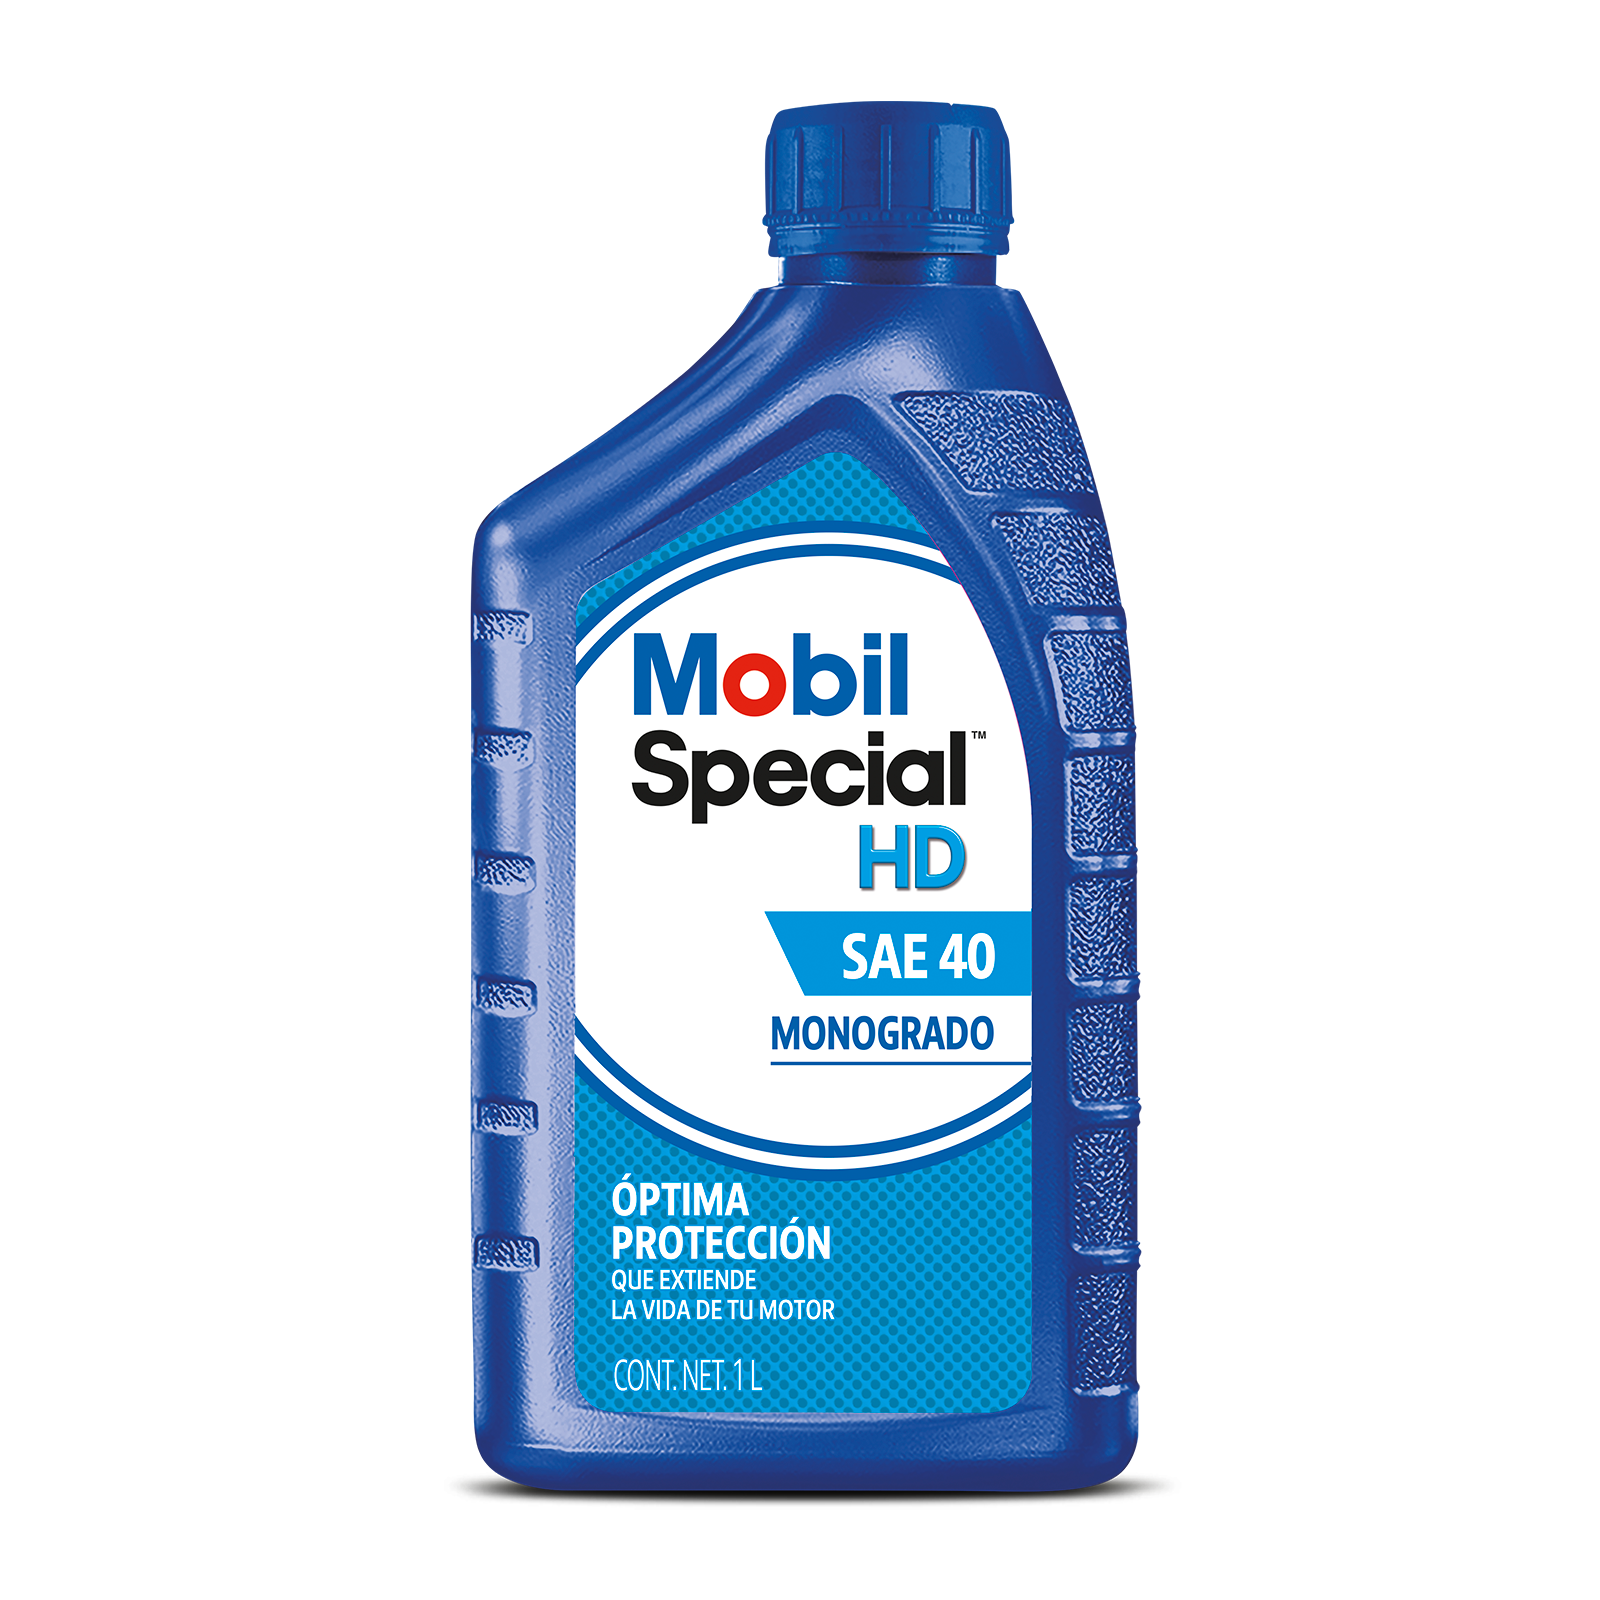 Mobil
Special™
HD
SAE 40
MONOGRADO
ÓPTIMA
PROTECCIÓN
QUE EXTIENDE
LA VIDA DE TU MOTOR
CONT. NET. 1 L